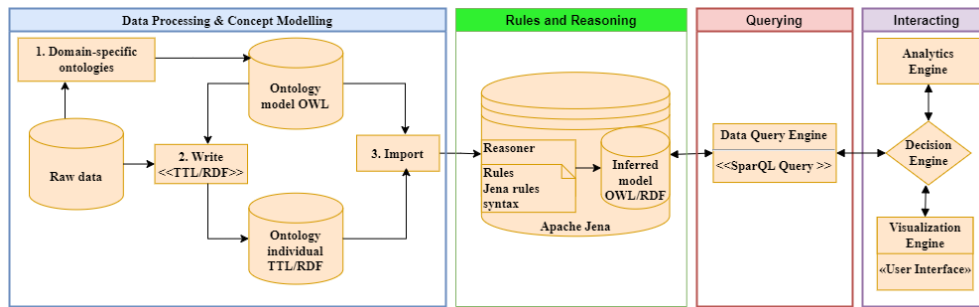 Data Processing & Concept Modelling
1. Domain-specific
ontologies
Ontology
model OWL
Raw data
2. Write
<<TTL/RDF>>
3. Import
Ontology
individual
TTL/RDF
Rules and Reasoning
Reasoner
Rules
Jena rules
syntax
Inferred
model
OWL/RDF
Apache Jena
Querying
Data Query Engine
<<SparQL Query >>
Interacting
Analytics
Engine
Decision
Engine
Visualization
Engine
«User Interface»